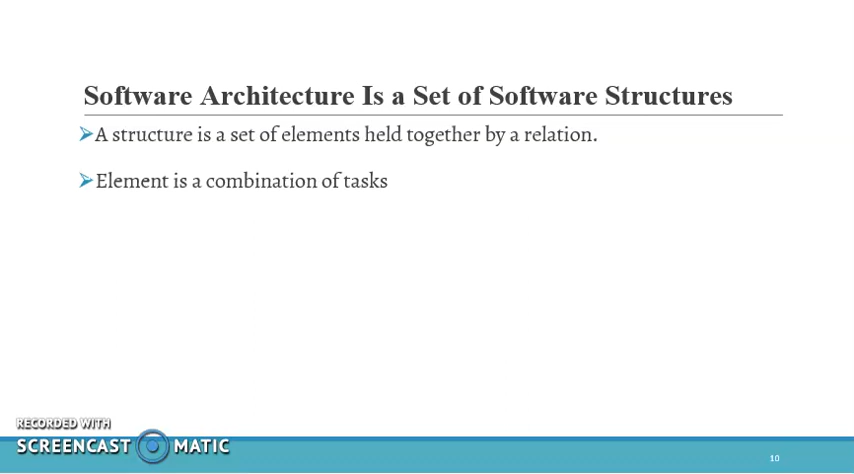 Software Architecture Is a Set of Software Structures
➢A structure is a set of elements held together by a relation.
➢Element is a combination of tasks
RECORDED WITH
SCREENCAST MATIC
10